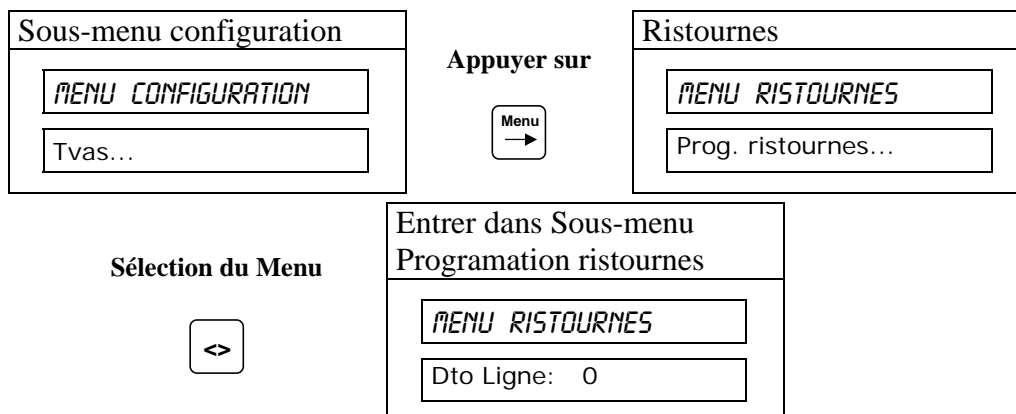 Sous-menu configuration
MENU CONFIGURATION
Tvas...
Appuyer sur
Menu
Ristournes
MENU RISTOURNES
Prog. ristournes...
Sélection du Menu
<>
Entrer dans Sous-menu
Programation ristournes
MENU RISTOURNES
Dto Ligne: 0